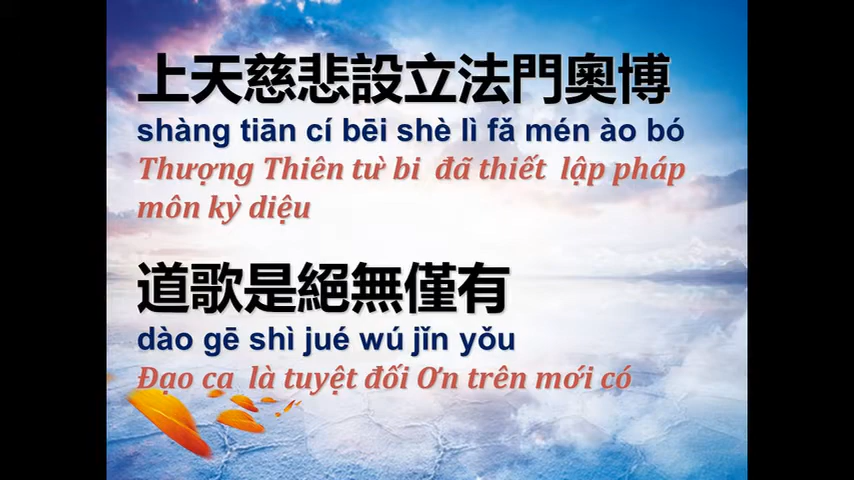 上天慈悲設立法門奧博
shàng tiān cí bēi shè lì fǎ mén ào bó
Thượng Thiên từ bi đã thiết lập pháp
môn kỳ diệu
道歌是絕無僅有
dào gē shì jué wú jǐn yǒu
Đạo ca là tuyệt đối Ơn trên mới có